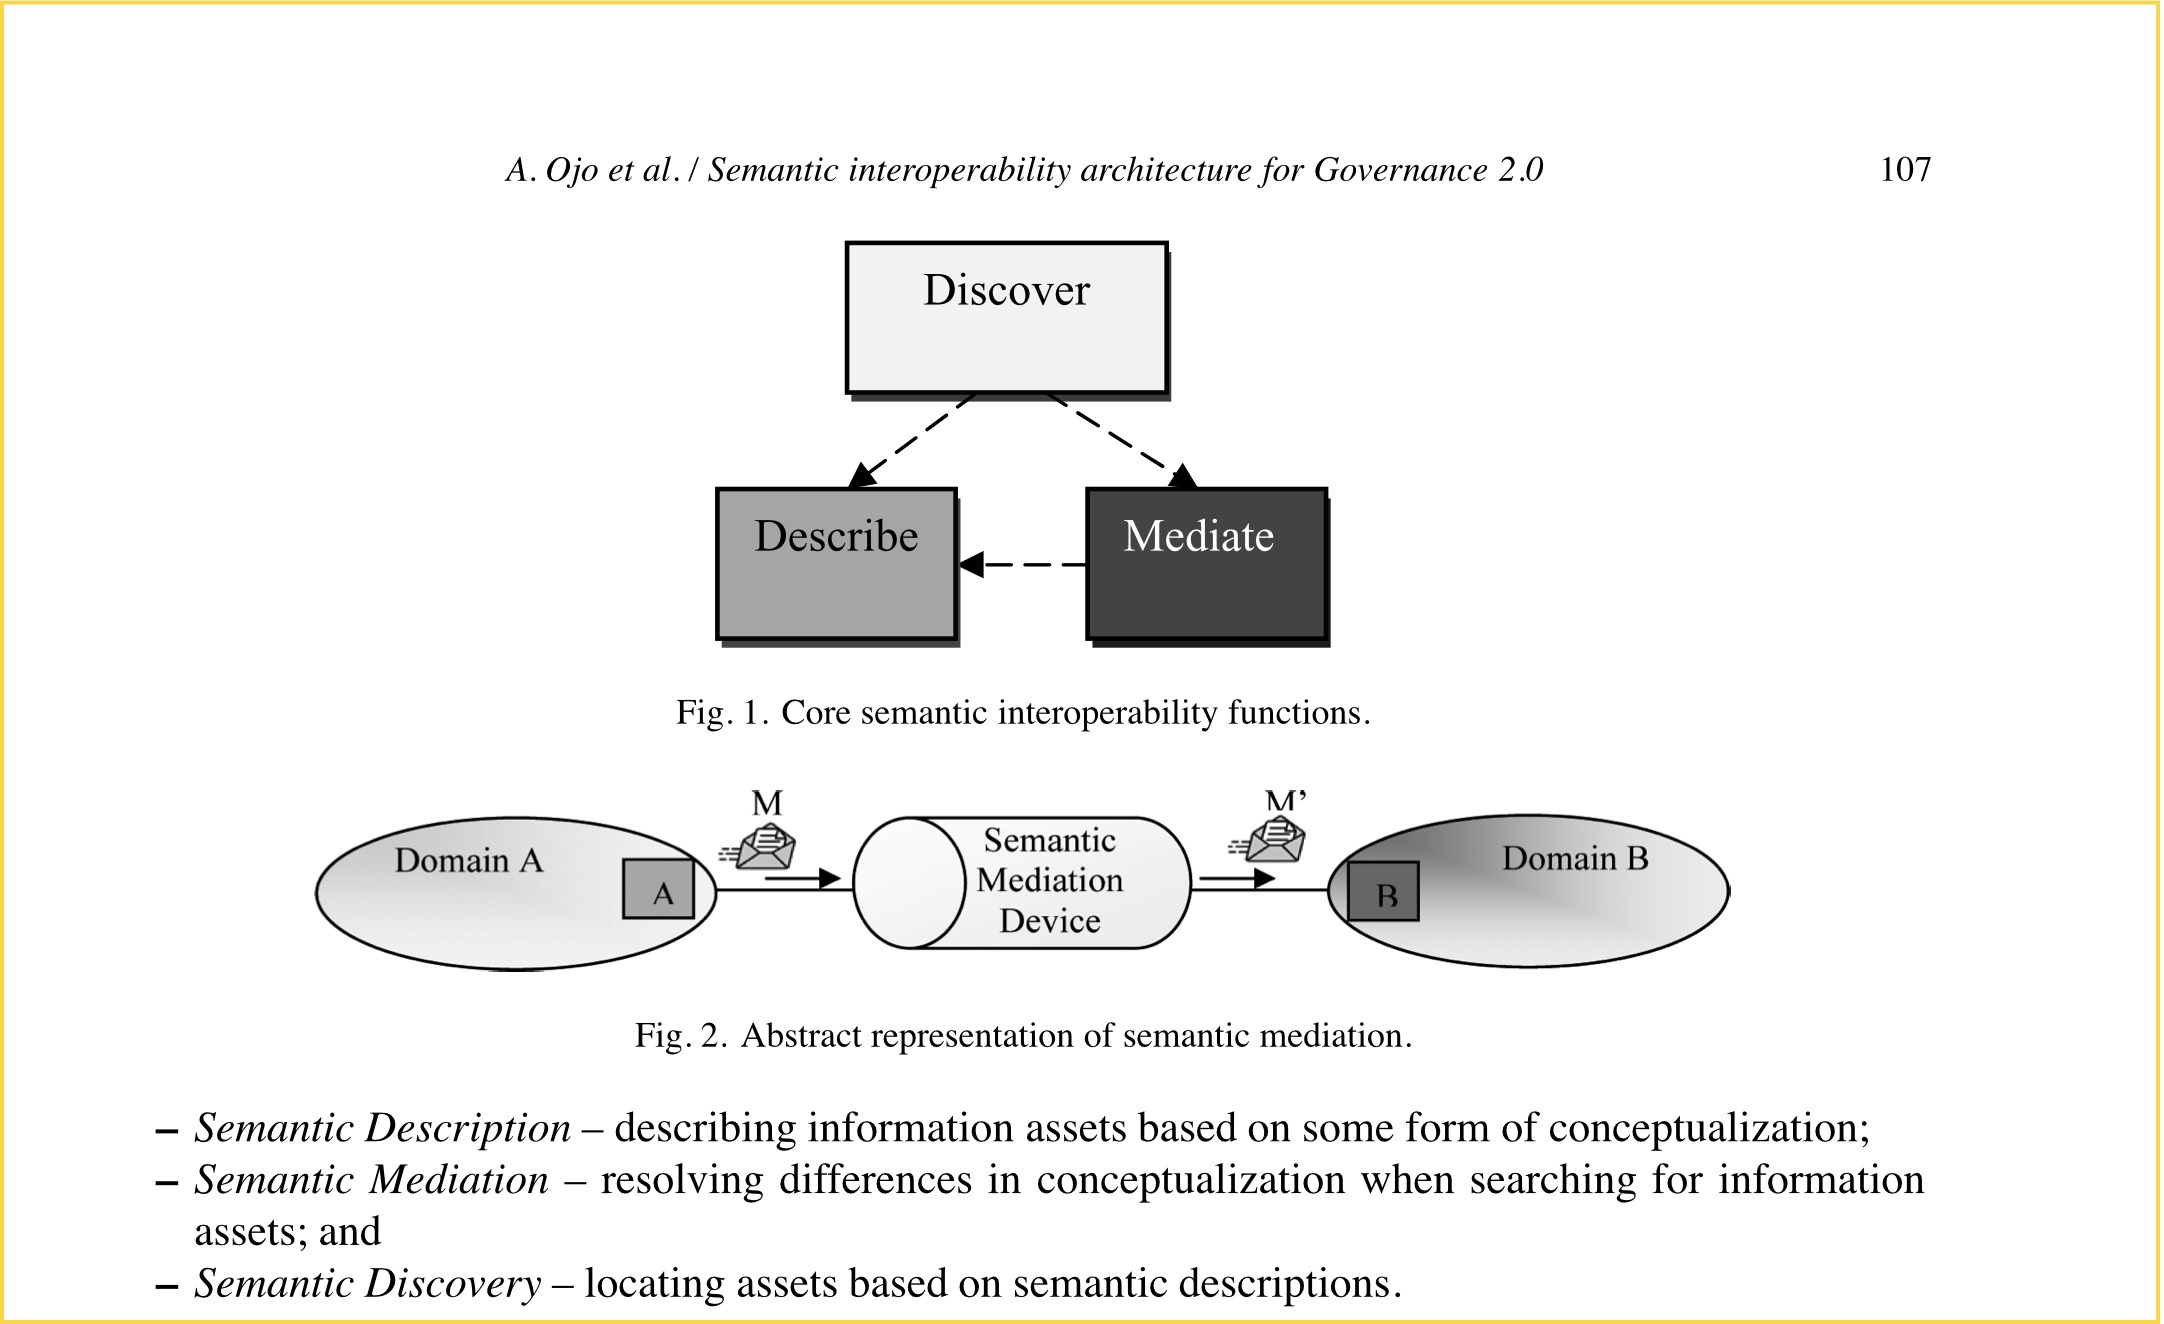 A. Ojo et al. / Semantic interoperability architecture for Governance 2.0 107
Discover
Describe
Mediate
Fig. 1. Core semantic interoperability functions.
M
M’
Domain A
A
Semantic
Mediation
Device
B
Domain B
Fig. 2. Abstract representation of semantic mediation.
– Semantic Description – describing information assets based on some form of conceptualization;
– Semantic Mediation – resolving differences in conceptualization when searching for information
assets; and
– Semantic Discovery – locating assets based on semantic descriptions.